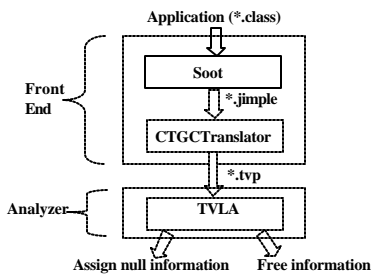 Application (*.class)
Soot
Front
End
*.jimple
CTGCTranslator
*.tvp
Analyzer
TVLA
Assign null information
Free information